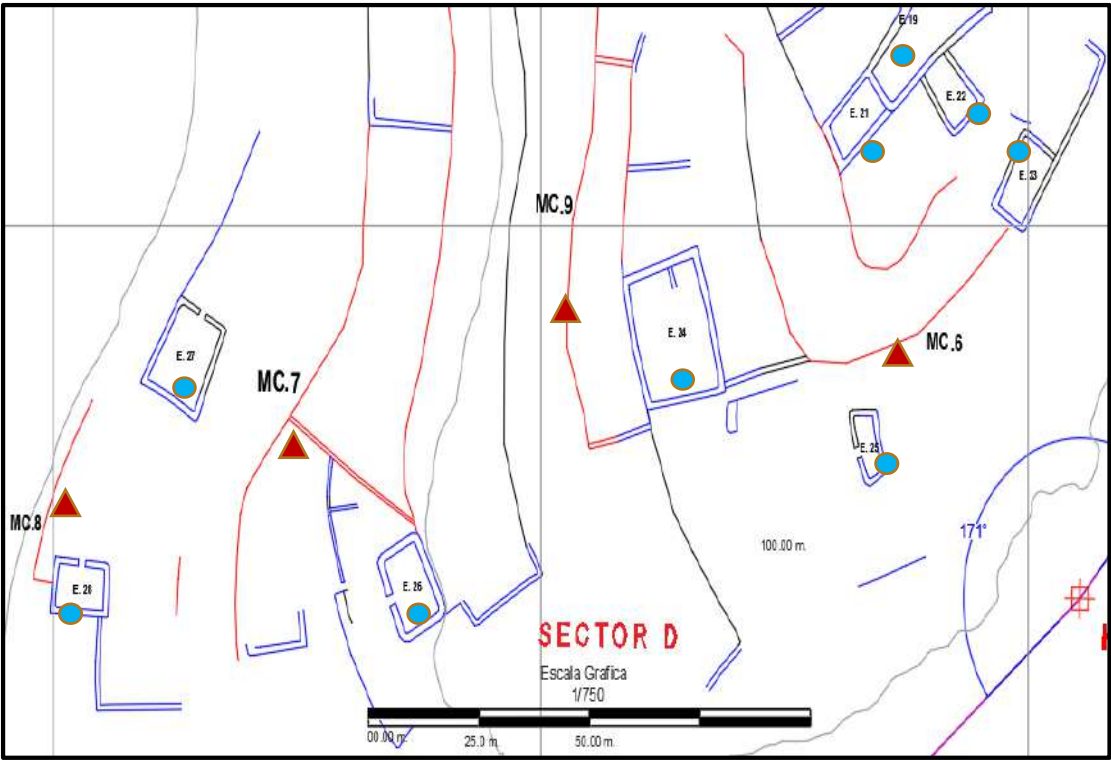 E.19
E. 22
E. 21
E. 23
MC.9
E. 34
MC.6
E. 27
MC.7
E. 25
MC.8
171°
100.00 m.
E. 28
E. 26
SECTOR D
Escala Grafica
1/750
00.00 m.
25.0 m.
50.00 m.